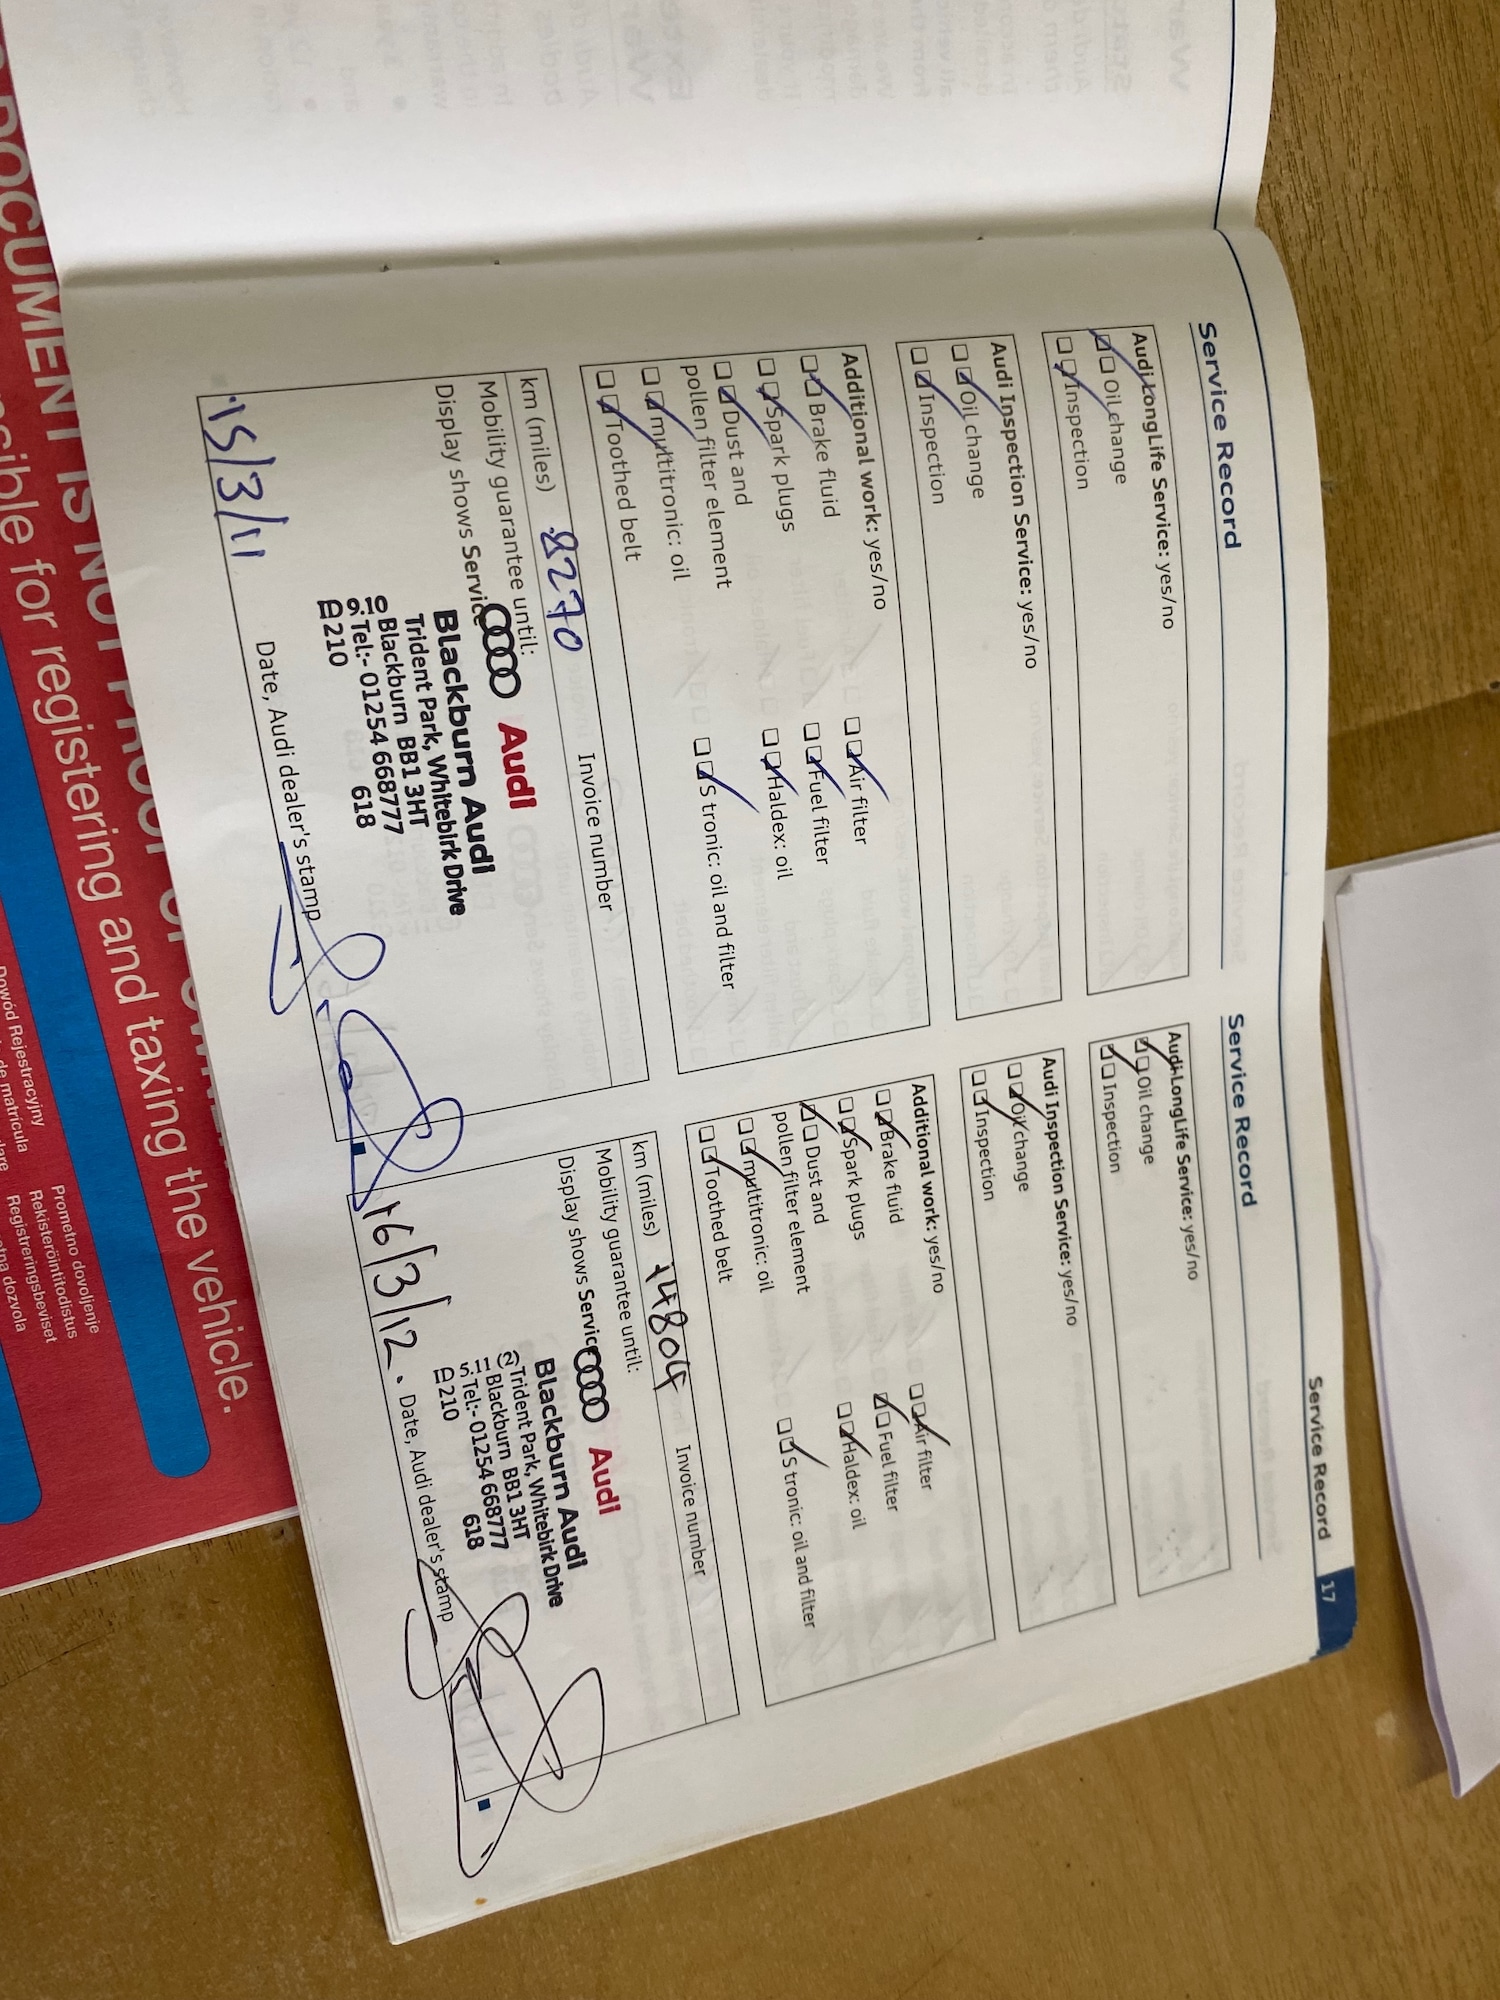 Service Record 17
Service Record
Audi LongLife Service: yes/no
Oil change
Inspection
Audi Inspection Service: yes/no
Oil change
Inspection
Additional work: yes/no
Brake fluid
Air filter
Spark plugs
Fuel filter
Dust and
pollen filter element
Haldex: oil
multitronic: oil
S tronic: oil and filter
Toothed belt
km (miles) 8270 Invoice number
Mobility guarantee until:
Display shows Servic
Audi
Blackburn Audi
Trident Park, Whitebirk Drive
Blackburn BB1 3HT
Tel:- 01254 668777
210 618
15/3/11
Date, Audi dealer's stamp
Service Record
Audi LongLife Service: yes/no
Oil change
Inspection
Audi Inspection Service: yes/no
Oil change
Inspection
Additional work: yes/no
Brake fluid
Air filter
Spark plugs
Fuel filter
Dust and
pollen filter element
Haldex: oil
multitronic: oil
S tronic: oil and filter
Toothed belt
km (miles) 14804 Invoice number
Mobility guarantee until:
Display shows Servic
Audi
Blackburn Audi
Trident Park, Whitebirk Drive
Blackburn BB1 3HT
Tel:- 01254 668777
210 618
16/3/12.
Date, Audi dealer's stamp
DOCUMENT IS NOT PROOF OF
for registering and taxing the vehicle.
Dowód Rejestracyjny
de matrícula
Prometno dovoljenje
Rekisteröintitodistus
Registreringsbeviset
dozvola